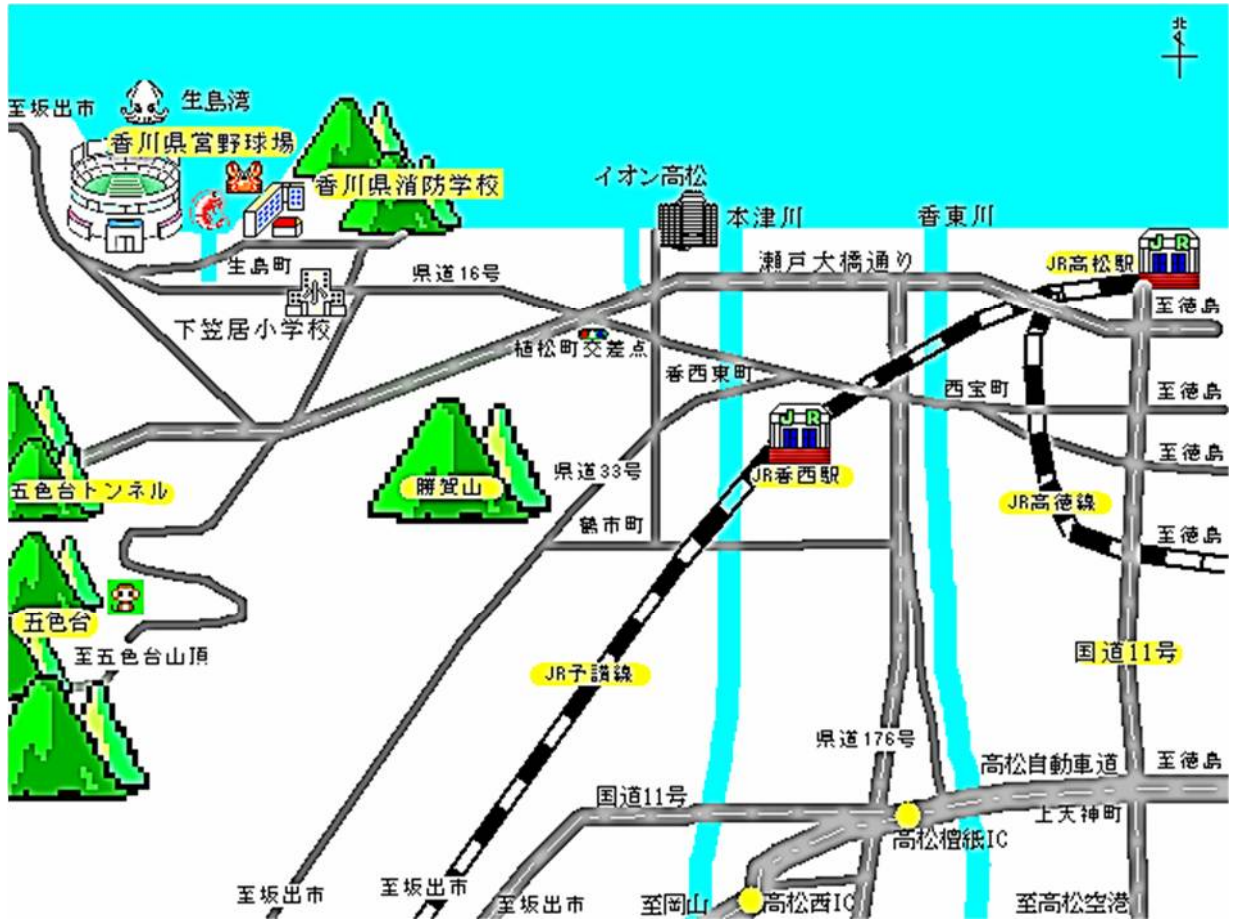 北
至坂出市
生島湾
香川県営野球場
香川県消防学校
イオン高松
本津川
香東川
JR
JR高松駅
瀬戸大橋通り
生島町
県道16号
至徳島
小
下笠居小学校
植松町交差点
香西東町
西宝町
至徳島
JR
至徳島
五色台トンネル
勝賀山
県道33号
JR香西駅
JR高徳線
鶴市町
至徳島
五色台
至五色台山頂
国道11号
JR予讃線
県道176号
高松自動車道
至徳島
国道11号
上天神町
高松檀紙IC
至坂出市
至坂出市
至坂出市
至岡山
高松西IC
至高松空港